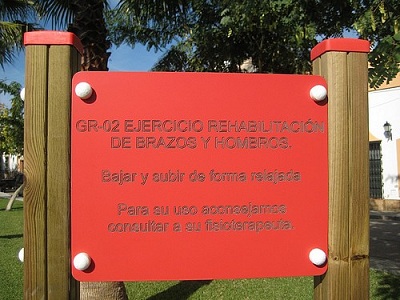 GR-02 EJERCICIO REHABILITACIÓN
DE BRAZOS Y HOMBROS.
Bajar y subir de forma relajada
Para su uso aconsejamos
consultar a su fisioterapeuta.